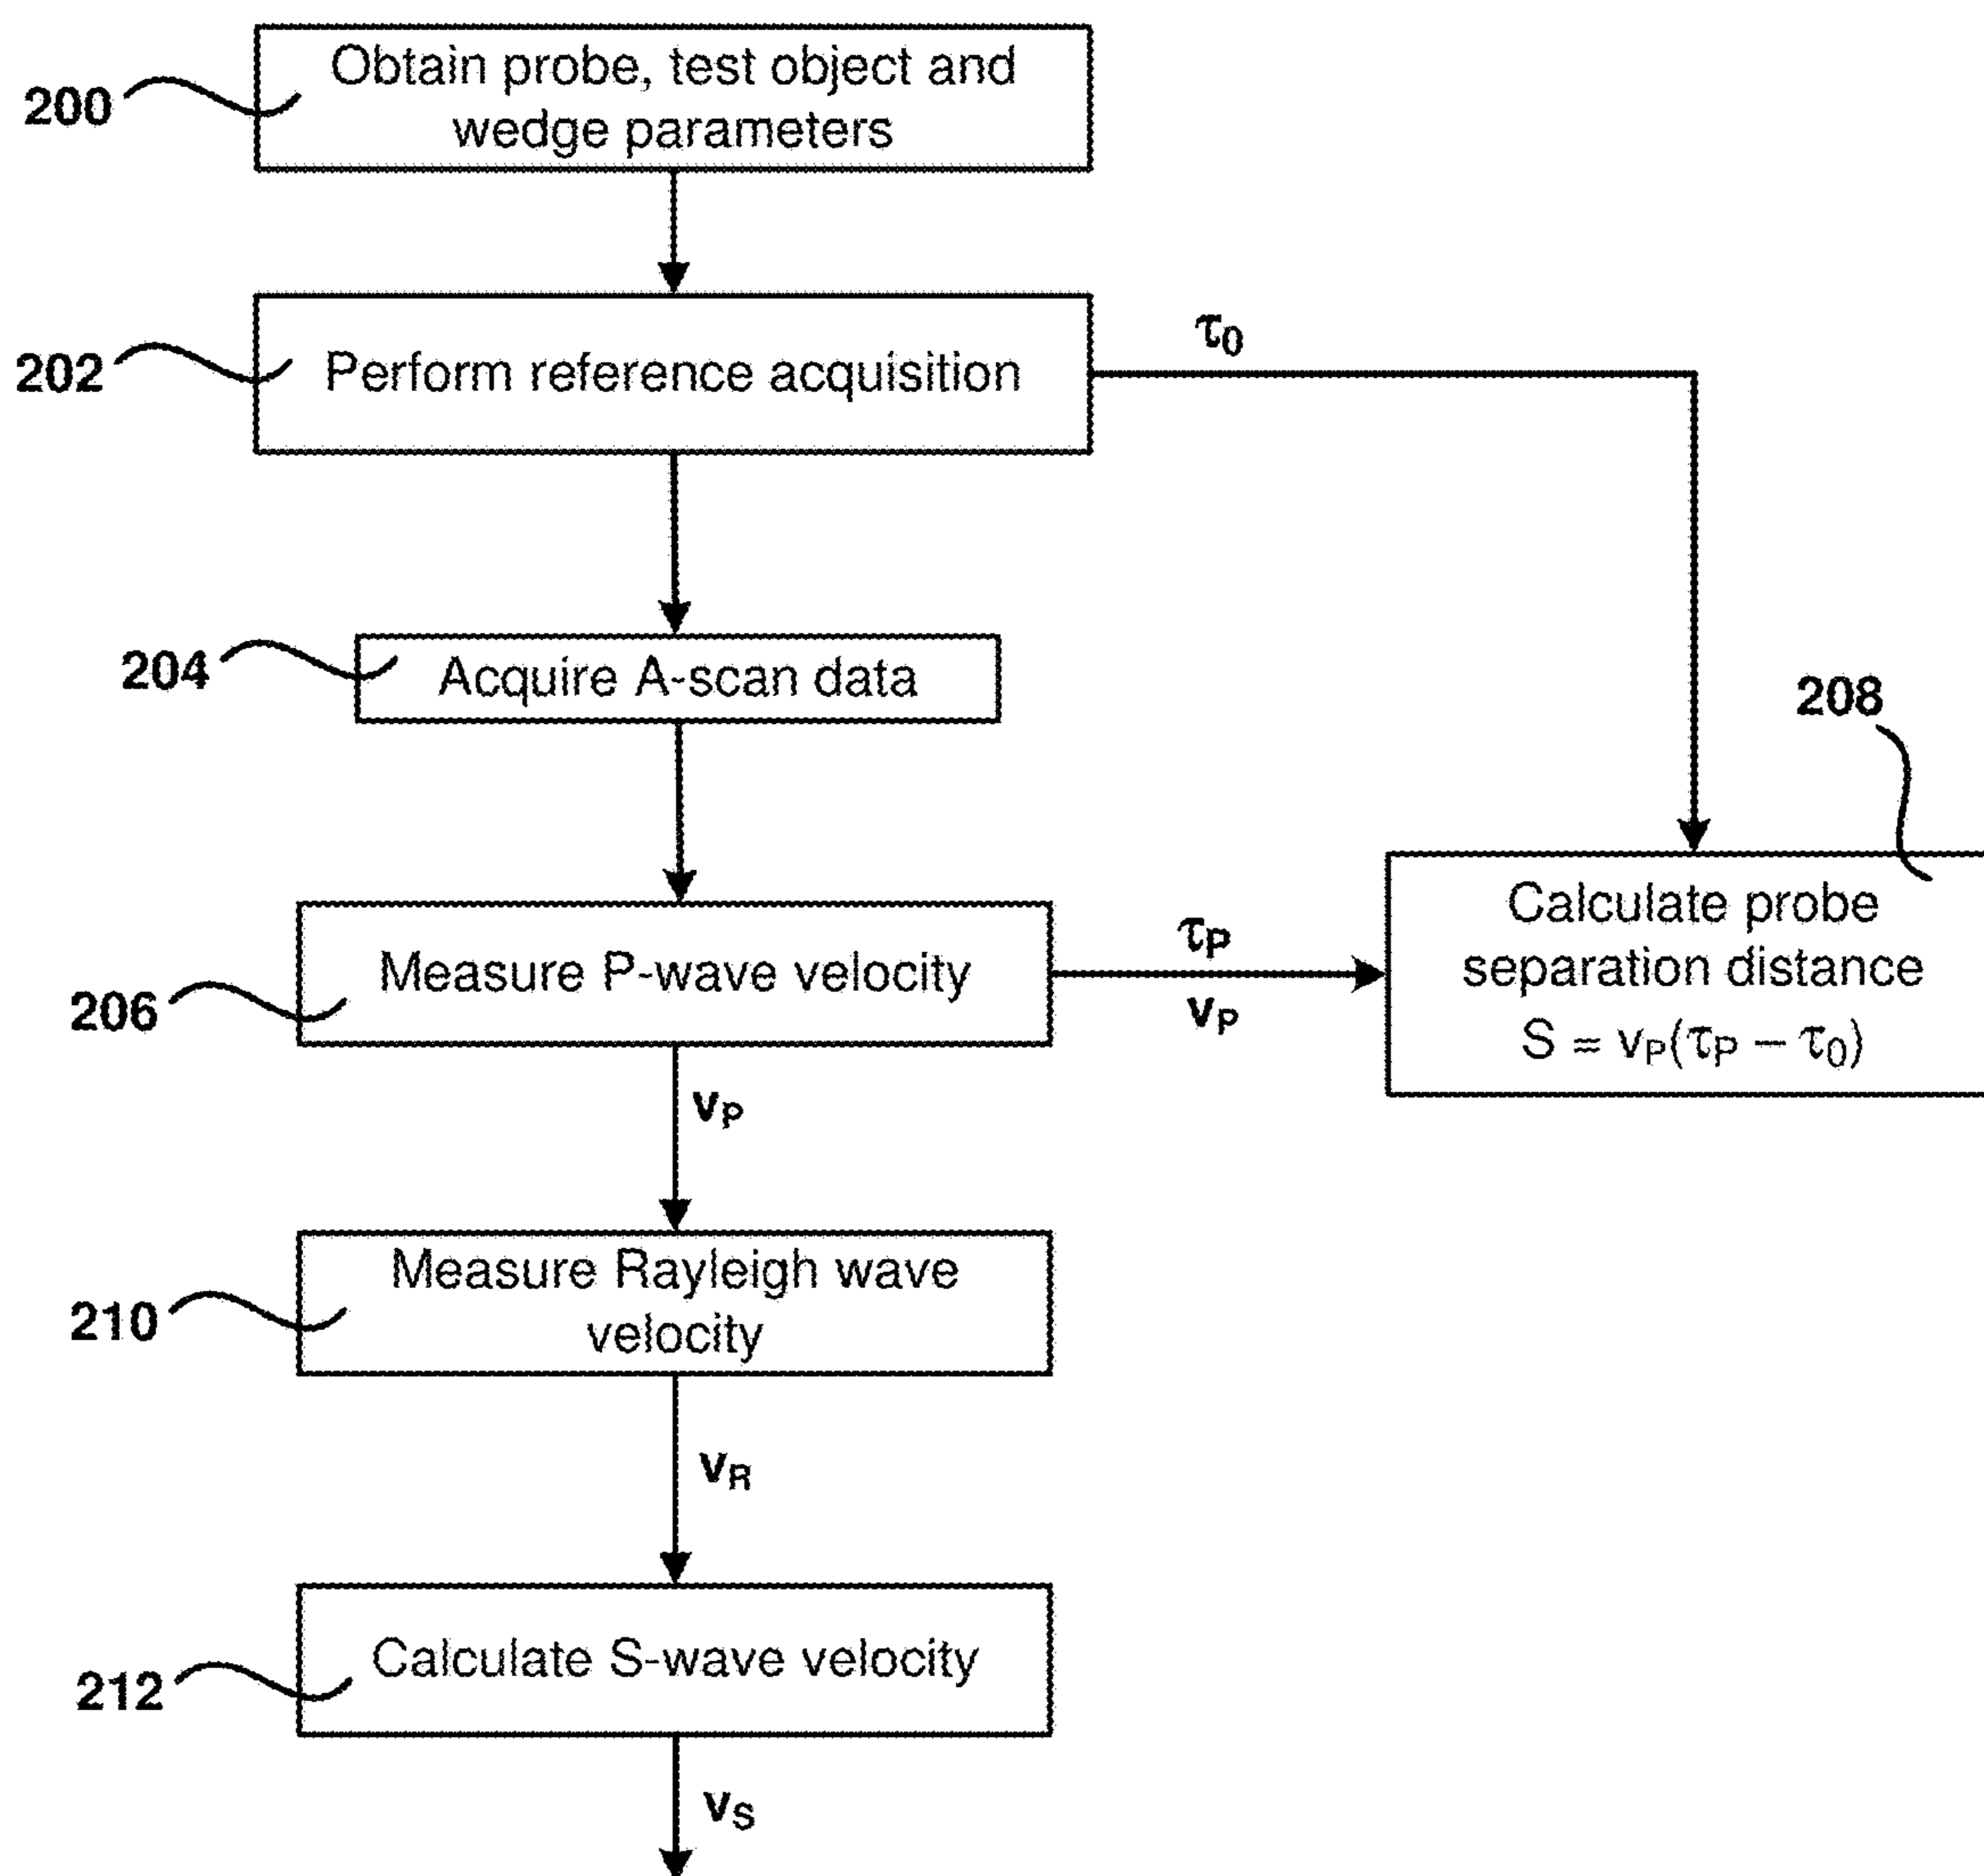 200
Obtain probe, test object and
wedge parameters
202
Perform reference acquisition
τ0
204
Acquire A-scan data
208
206
Measure P-wave velocity
τP
vP
Calculate probe
separation distance
S = vP(τP – τ0)
vP
210
Measure Rayleigh wave
velocity
vR
212
Calculate S-wave velocity
vS